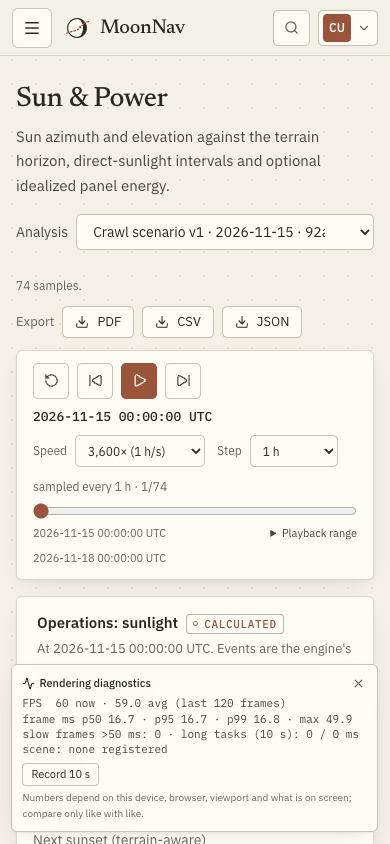 MoonNav
CU
Sun & Power
Sun azimuth and elevation against the terrain
horizon, direct-sunlight intervals and optional
idealized panel energy.
Analysis Crawl scenario v1 · 2026-11-15 · 92a
74 samples.
Export PDF CSV JSON
2026-11-15 00:00:00 UTC
Speed 3,600× (1 h/s) Step 1 h
sampled every 1 h · 1/74
2026-11-15 00:00:00 UTC Playback range
2026-11-18 00:00:00 UTC
Operations: sunlight CALCULATED
At 2026-11-15 00:00:00 UTC. Events are the engine's
Rendering diagnostics
FPS 60 now · 59.0 avg (last 120 frames)
frame ms p50 16.7 · p95 16.7 · p99 16.8 · max 49.9
slow frames >50 ms: 0 · long tasks (10 s): 0 / 0 ms
scene: none registered
Record 10 s
Numbers depend on this device, browser, viewport and what is on screen;
compare only like with like.
Next sunset (terrain-aware)